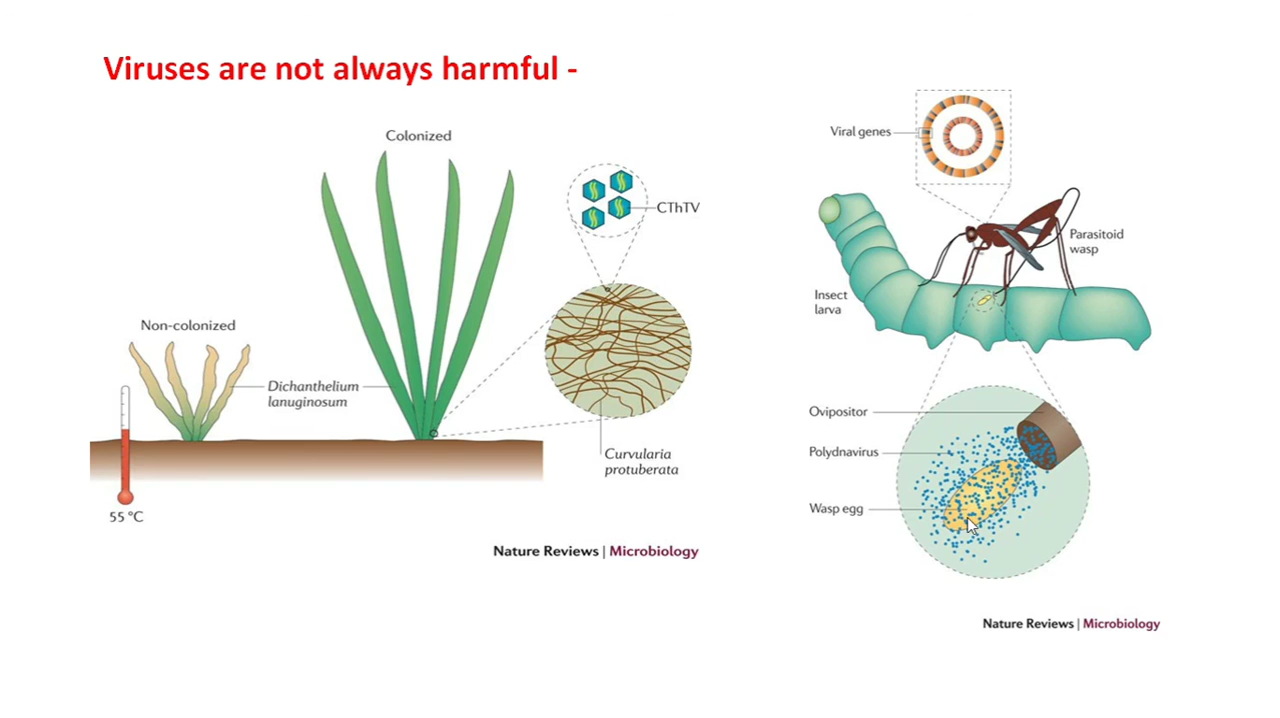 Viruses are not always harmful -
Colonized
CThTV
Non-colonized
Dichanthelium
lanuginosum
Curvularia
protuberata
55 °C
Nature Reviews | Microbiology
Viral genes
Parasitoid
wasp
Insect
larva
Ovipositor
Polydnavirus
Wasp egg
Nature Reviews | Microbiology